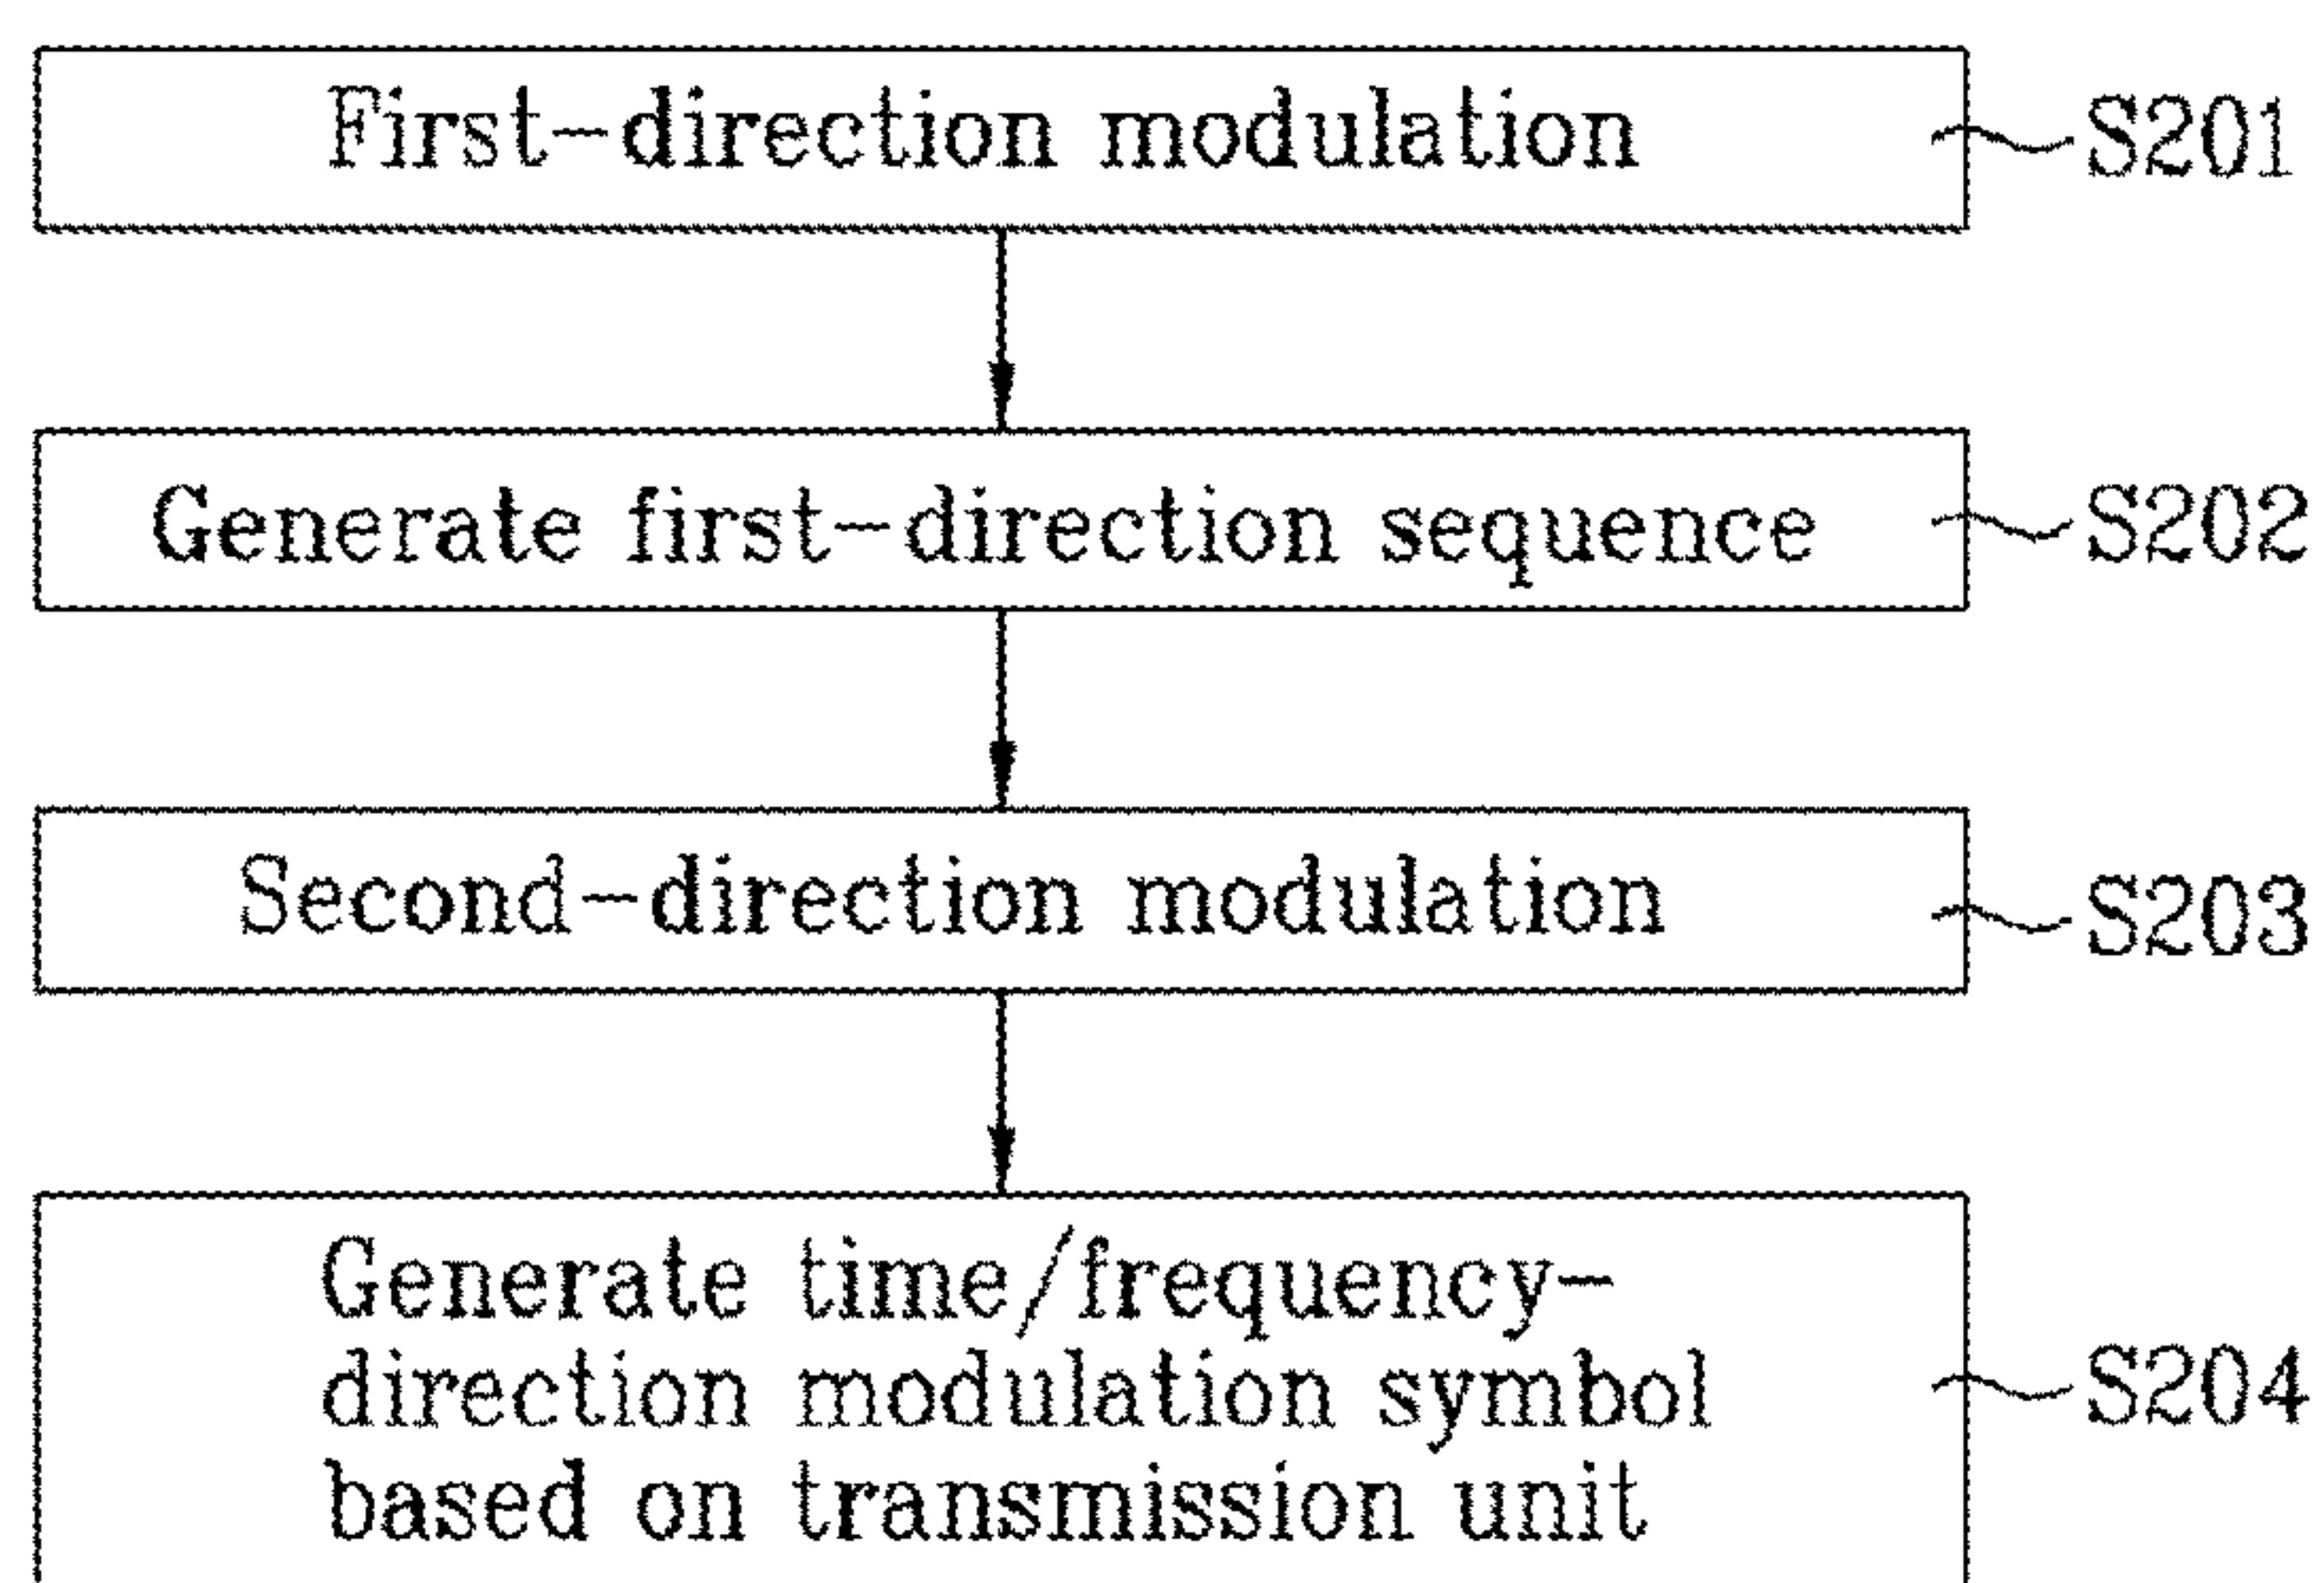 First-direction modulation
S201
Generate first-direction sequence
S202
Second-direction modulation
S203
Generate time/frequency-
direction modulation symbol
based on transmission unit
S204